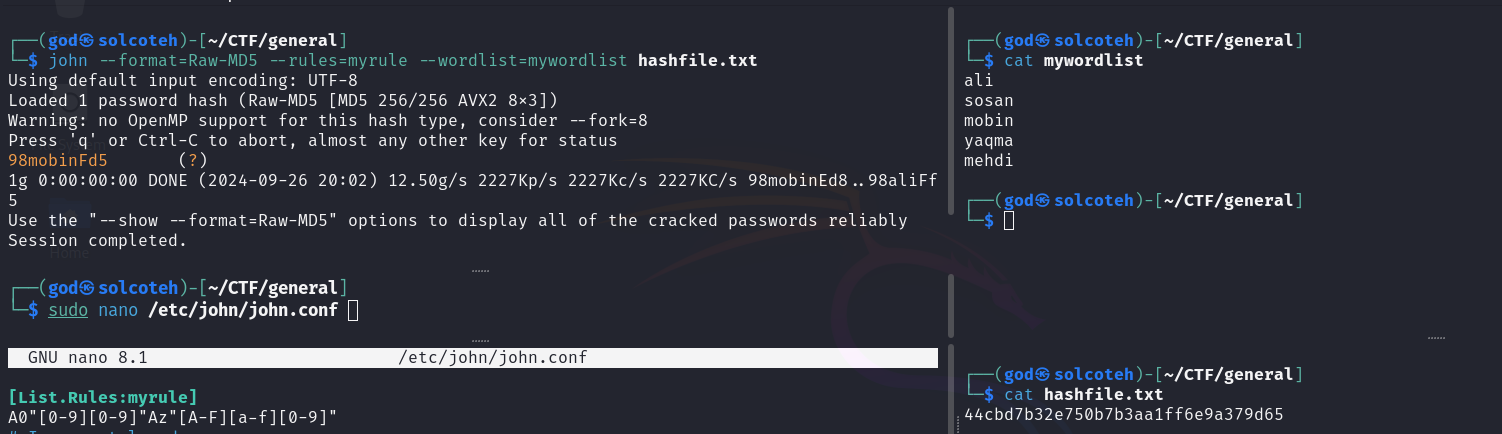 ┌──(god㉿solcoteh)-[~/CTF/general]
└─$ john --format=Raw-MD5 --rules=myrule --wordlist=mywordlist hashfile.txt
Using default input encoding: UTF-8
Loaded 1 password hash (Raw-MD5 [MD5 256/256 AVX2 8×3])
Warning: no OpenMP support for this hash type, consider --fork=8
Press 'q' or Ctrl-C to abort, almost any other key for status
98mobinFd5       (?)
1g 0:00:00:00 DONE (2024-09-26 20:02) 12.50g/s 2227Kp/s 2227Kc/s 2227KC/s 98mobinEd8..98aliFf
5
Use the "--show --format=Raw-MD5" options to display all of the cracked passwords reliably
Session completed.
┌──(god㉿solcoteh)-[~/CTF/general]
└─$ sudo nano /etc/john/john.conf
GNU nano 8.1                         /etc/john/john.conf
[List.Rules:myrule]
A0"[0-9][0-9]"Az"[A-F][a-f][0-9]"
┌──(god㉿solcoteh)-[~/CTF/general]
└─$ cat mywordlist
ali
sosan
mobin
yaqma
mehdi
┌──(god㉿solcoteh)-[~/CTF/general]
└─$
┌──(god㉿solcoteh)-[~/CTF/general]
└─$ cat hashfile.txt
44cbd7b32e750b7b3aa1ff6e9a379d65